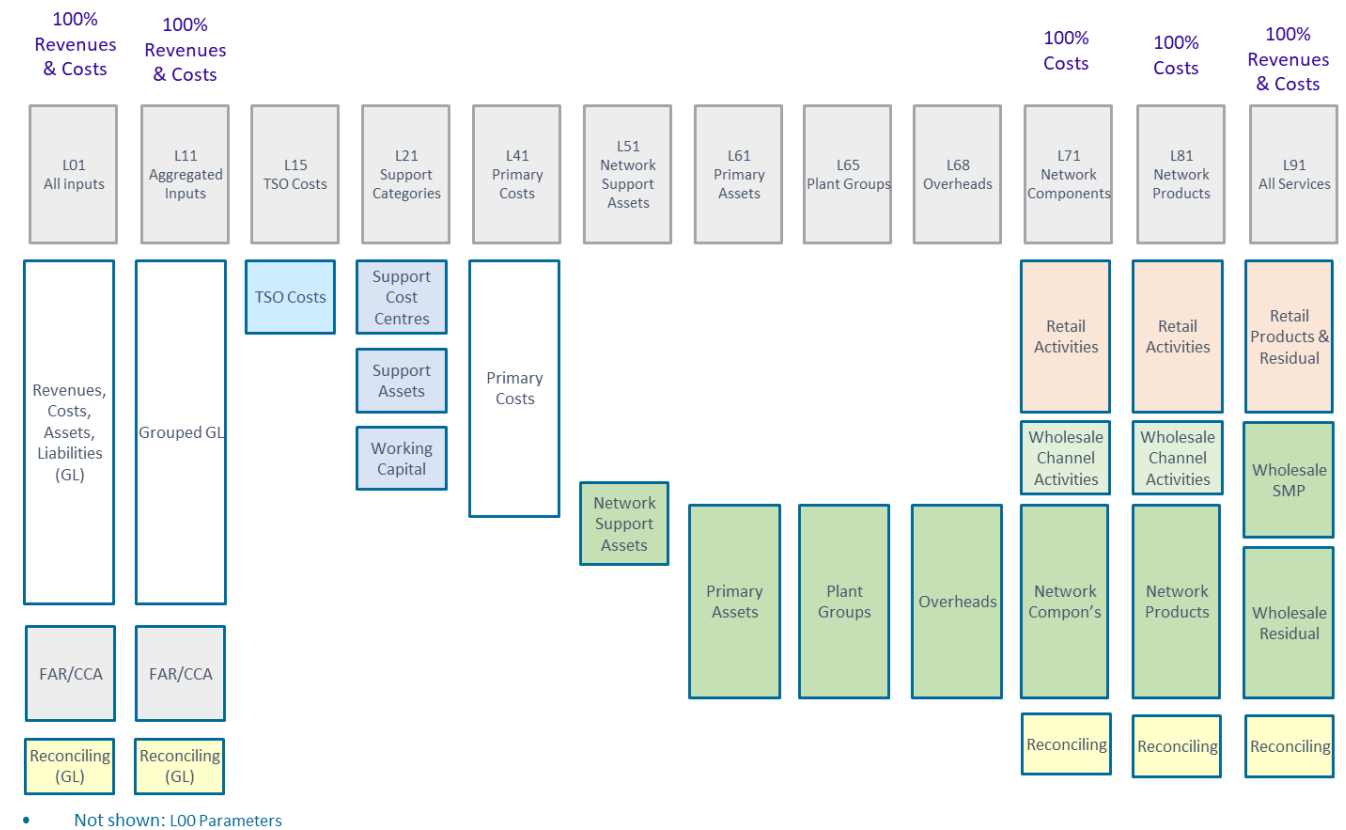 100%
Revenues
& Costs
100%
Revenues
& Costs
100%
Costs
100%
Costs
100%
Revenues
& Costs
L01
All inputs
L11
Aggregated
Inputs
L15
TSO Costs
L21
Support
Categories
L41
Primary
Costs
L51
Network
Support
Assets
L61
Primary
Assets
L65
Plant Groups
L68
Overheads
L71
Network
Components
L81
Network
Products
L91
All Services
Revenues,
Costs,
Assets,
Liabilities
(GL)
FAR/CCA
Reconciling
(GL)
Grouped GL
FAR/CCA
Reconciling
(GL)
TSO Costs
Support
Cost
Centres
Support
Assets
Working
Capital
Primary
Costs
Network
Support
Assets
Primary
Assets
Plant
Groups
Overheads
Retail
Activities
Wholesale
Channel
Activities
Network
Compon's
Reconciling
Retail
Activities
Wholesale
Channel
Activities
Network
Products
Reconciling
Retail
Products &
Residual
Wholesale
SMP
Wholesale
Residual
Reconciling
• Not shown: L00 Parameters